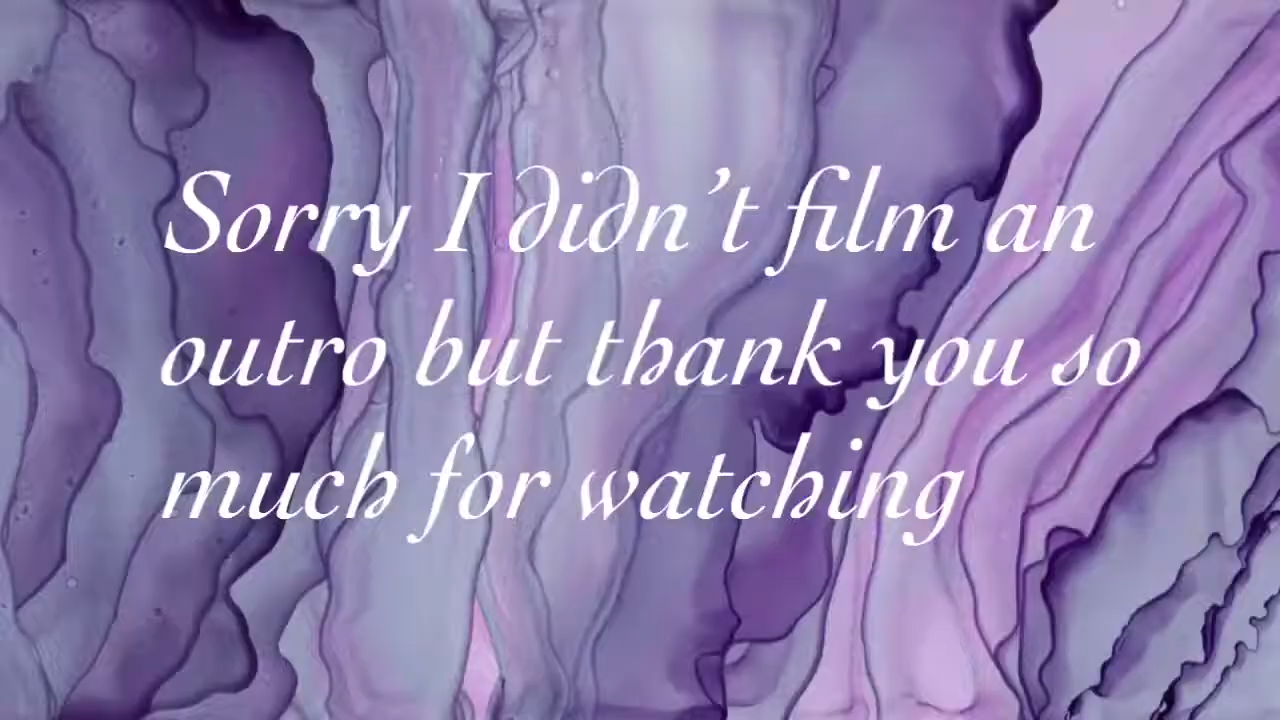 Sorry I didn’t film an
outro but thank you so
much for watching